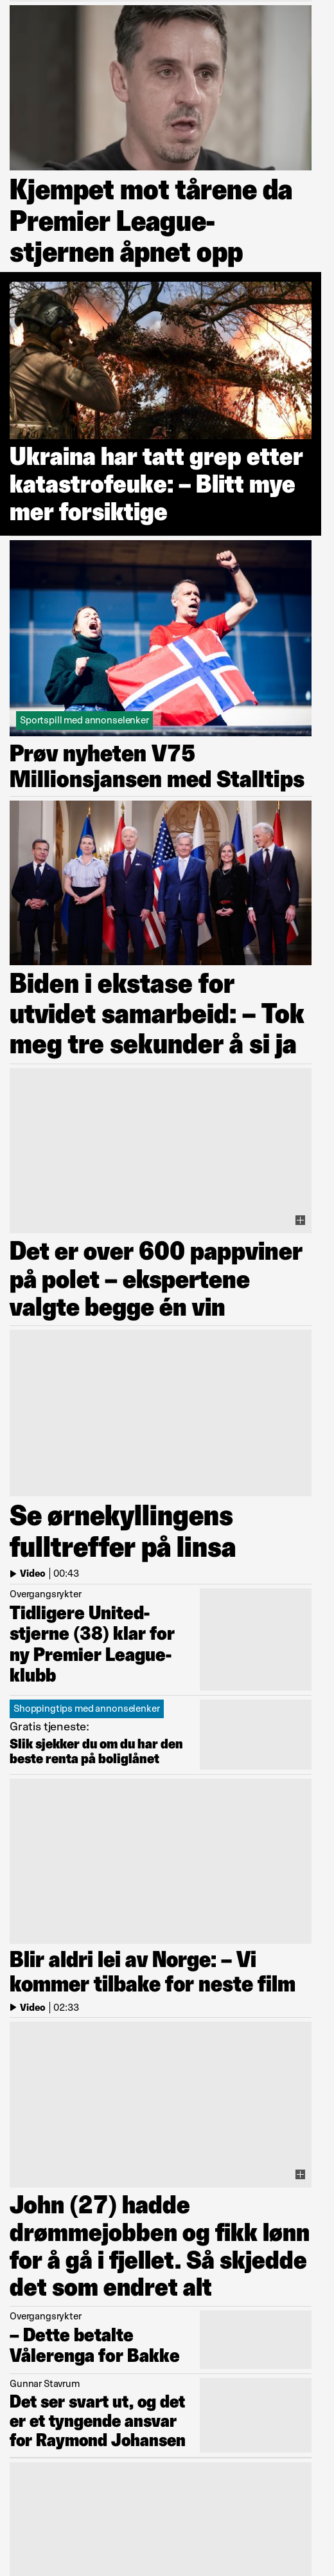 Kjempet mot tårene da
Premier League-
stjernen åpnet opp
Ukraina har tatt grep etter
katastrofeuke: – Blitt mye
mer forsiktige
Sportspill med annonselenker
Prøv nyheten V75
Millionsjansen med Stalltips
Biden i ekstase for
utvidet samarbeid: – Tok
meg tre sekunder å si ja
Det er over 600 pappviner
på polet – ekspertene
valgte begge én vin
Se ørnekyllingens
fulltreffer på linsa
Video | 00:43
Overgangsrykter
Tidligere United-
stjerne (38) klar for
ny Premier League-
klubb
Shoppingtips med annonselenker
Gratis tjeneste:
Slik sjekker du om du har den
beste renta på boliglånet
Blir aldri lei av Norge: – Vi
kommer tilbake for neste film
Video | 02:33
John (27) hadde
drømmejobben og fikk lønn
for å gå i fjellet. Så skjedde
det som endret alt
Overgangsrykter
– Dette betalte
Vålerenga for Bakke
Gunnar Stavrum
Det ser svart ut, og det
er et tyngende ansvar
for Raymond Johansen